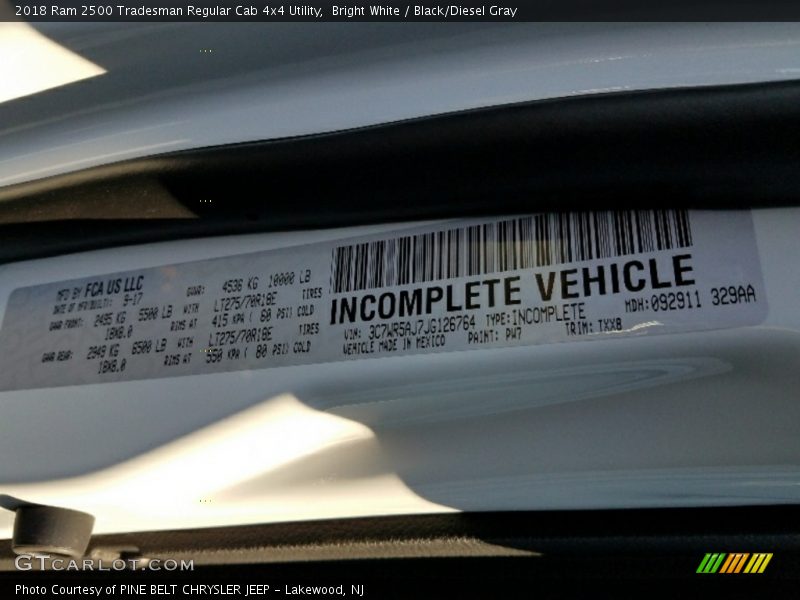 2018 Ram 2500 Tradesman Regular Cab 4x4 Utility, Bright White / Black/Diesel Gray
MFD BY FCA US LLC
DATE OF MFR/BUILT: 9-17
GVWR: 4536 KG 10000 LB
GAWR FRONT: 2495 KG 5500 LB WITH LT275/70R18E TIRES
18X8.0 RIMS AT 415 KPA ( 60 PSI) COLD
GAWR REAR: 2948 KG 6500 LB WITH LT275/70R18E TIRES
18X8.0 RIMS AT 550 KPA ( 80 PSI) COLD
INCOMPLETE VEHICLE
VIN: 3C7WR5AJ7JG126764 TYPE: INCOMPLETE MDH: 092911 329AA
VEHICLE MADE IN MEXICO PAINT: PW7 TRIM: TXX8
GTCARLOT.COM
Photo Courtesy of PINE BELT CHRYSLER JEEP - Lakewood, NJ